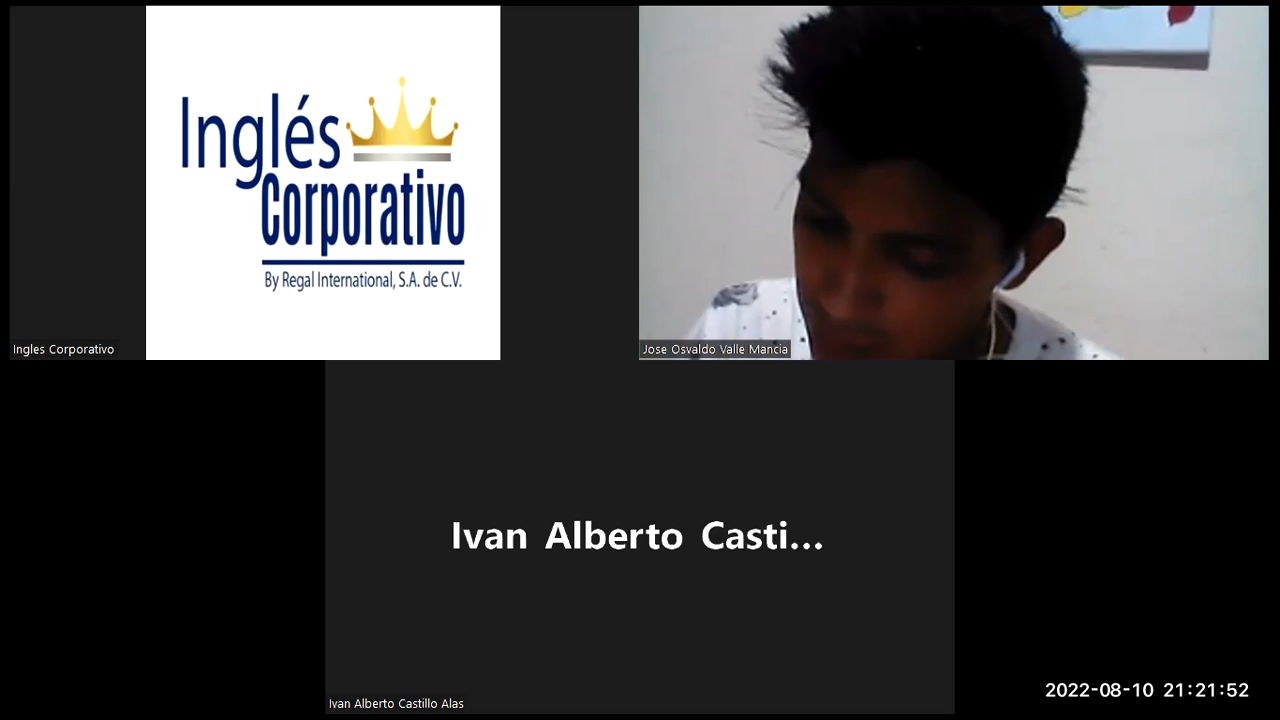 Inglés
Corporativo
By Regal International, S.A. de C.V.
Ingles Corporativo
Jose Osvaldo Valle Mancia
Ivan Alberto Casti...
Ivan Alberto Castillo Alas
2022-08-10 21:21:52